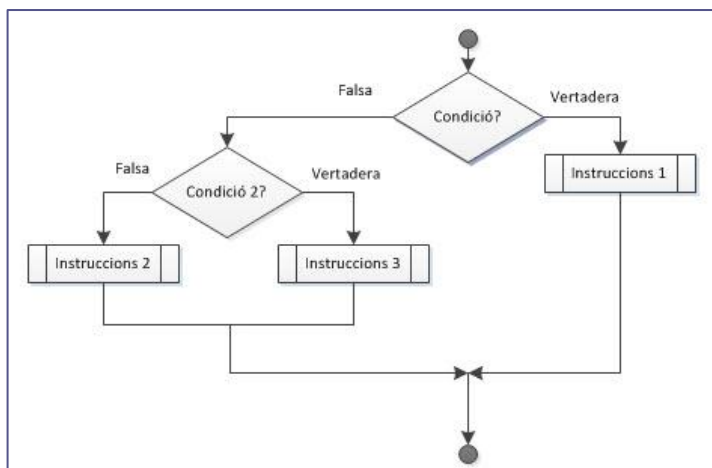 Falsa
Vertadera
Condició?
Falsa
Vertadera
Instruccions 1
Condició 2?
Instruccions 2
Instruccions 3